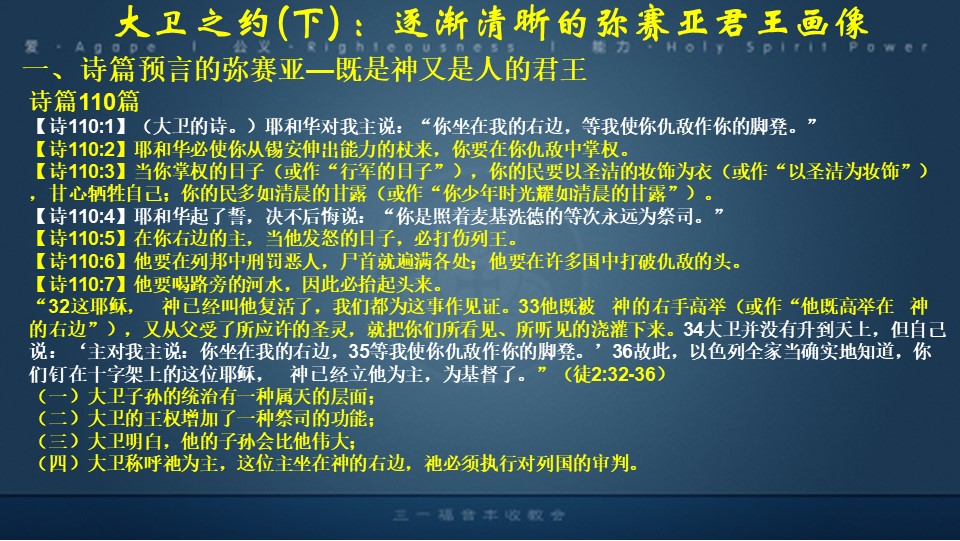 大卫之约(下)：逐渐清晰的弥赛亚君王画像
爱·Agape | 公义·Righteousness | 能力·Holy Spirit Power
一、诗篇预言的弥赛亚—既是神又是人的君王
诗篇110篇
【诗110:1】（大卫的诗。）耶和华对我主说：“你坐在我的右边，等我使你仇敌作你的脚凳。”
【诗110:2】耶和华必使你从锡安伸出能力的杖来，你要在你仇敌中掌权。
【诗110:3】当你掌权的日子（或作“行军的日子”），你的民要以圣洁的妆饰为衣（或作“以圣洁为妆饰”）
，甘心牺牲自己；你的民多如清晨的甘露（或作“你少年时光耀如清晨的甘露”）。
【诗110:4】耶和华起了誓，决不后悔说：“你是照着麦基洗德的等次永远为祭司。”
【诗110:5】在你右边的主，当他发怒的日子，必打伤列王。
【诗110:6】他要在列邦中刑罚恶人，尸首就遍满各处；他要在许多国中打破仇敌的头。
【诗110:7】他要喝路旁的河水，因此必抬起头来。
“32这耶稣， 神已经叫他复活了，我们都为这事作见证。33他既被 神的右手高举（或作“他既高举在 神
的右边”），又从父受了所应许的圣灵，就把你们所看见、所听见的浇灌下来。34大卫并没有升到天上，但自己
说：‘主对我主说：你坐在我的右边，35等我使你仇敌作你的脚凳。’36故此，以色列全家当确实地知道，你
们钉在十字架上的这位耶稣， 神已经立他为主，为基督了。”（徒2:32-36）
（一）大卫子孙的统治有一种属天的层面；
（二）大卫的王权增加了一种祭司的功能；
（三）大卫明白，他的子孙会比他伟大；
（四）大卫称呼祂为主，这位主坐在神的右边，祂必须执行对列国的审判。
三一福音丰收教会